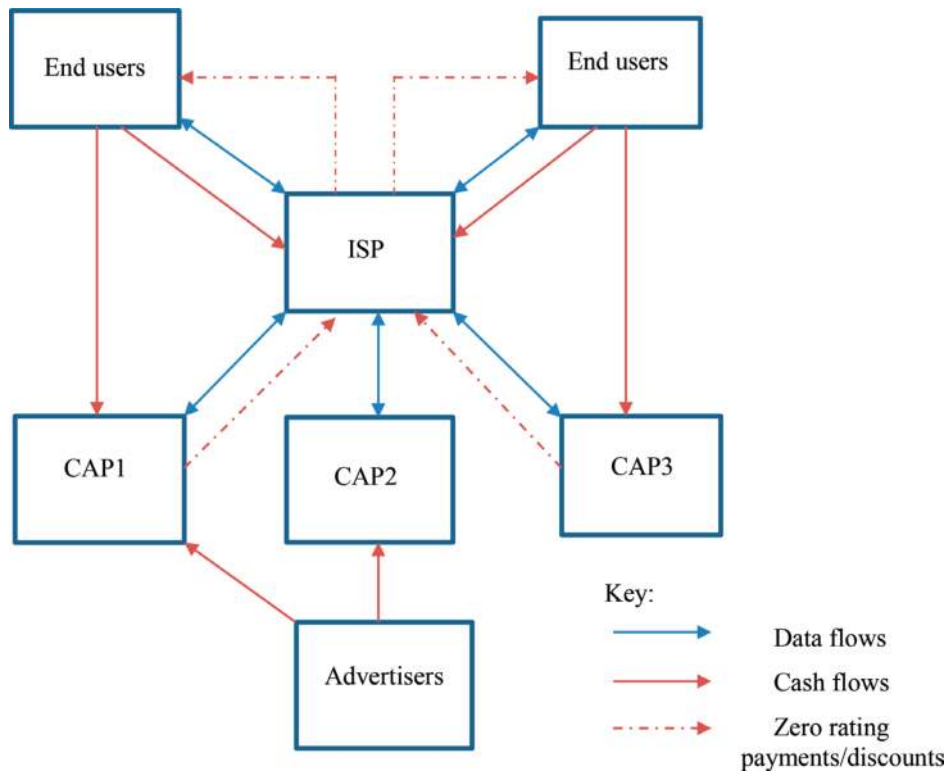 End users
End users
ISP
CAP1
CAP2
CAP3
Advertisers
Key:
Data flows
Cash flows
Zero rating
payments/discounts